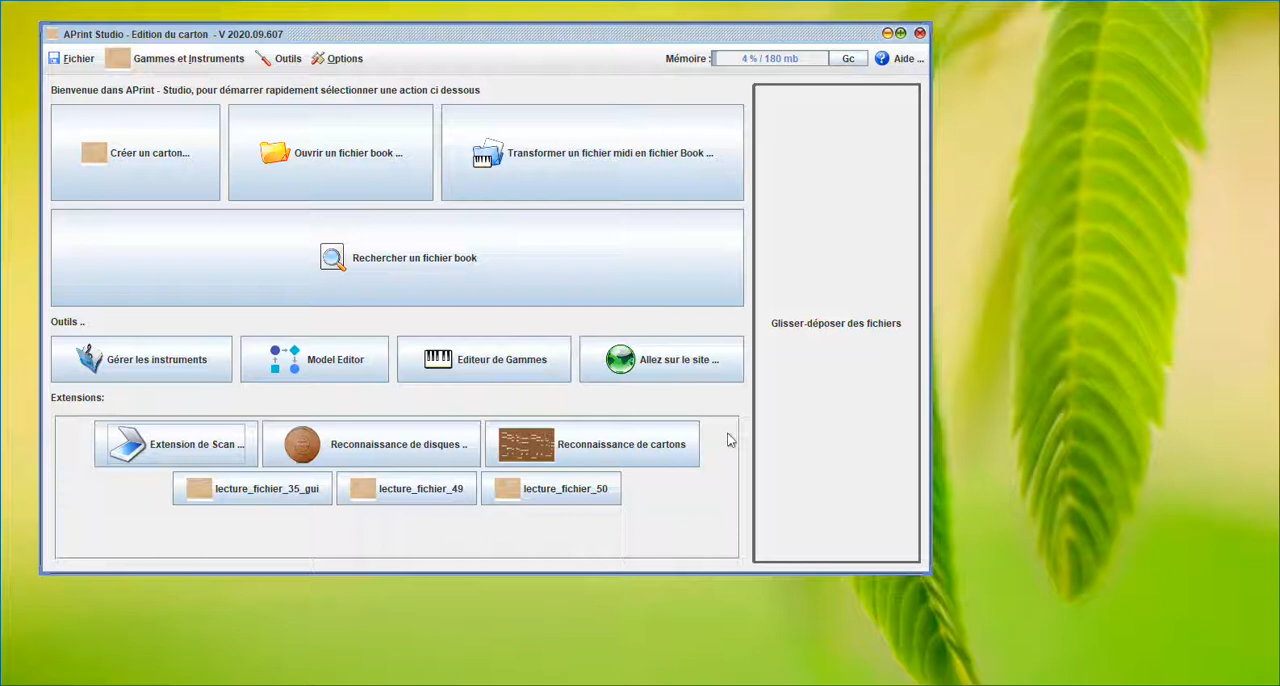 APrint Studio - Edition du carton - V 2020.09.607
Fichier Gammes et Instruments Outils Options Mémoire : 4 % / 180 mb Gc Aide ...
Bienvenue dans APrint - Studio, pour démarrer rapidement sélectionner une action ci dessous
Créer un carton... Ouvrir un fichier book ... Transformer un fichier midi en fichier Book ...
Rechercher un fichier book
Glisser-déposer des fichiers
Outils ..
Gérer les instruments Model Editor Editeur de Gammes Allez sur le site ...
Extensions:
Extension de Scan ... Reconnaissance de disques .. Reconnaissance de cartons
lecture_fichier_35_gui lecture_fichier_49 lecture_fichier_50